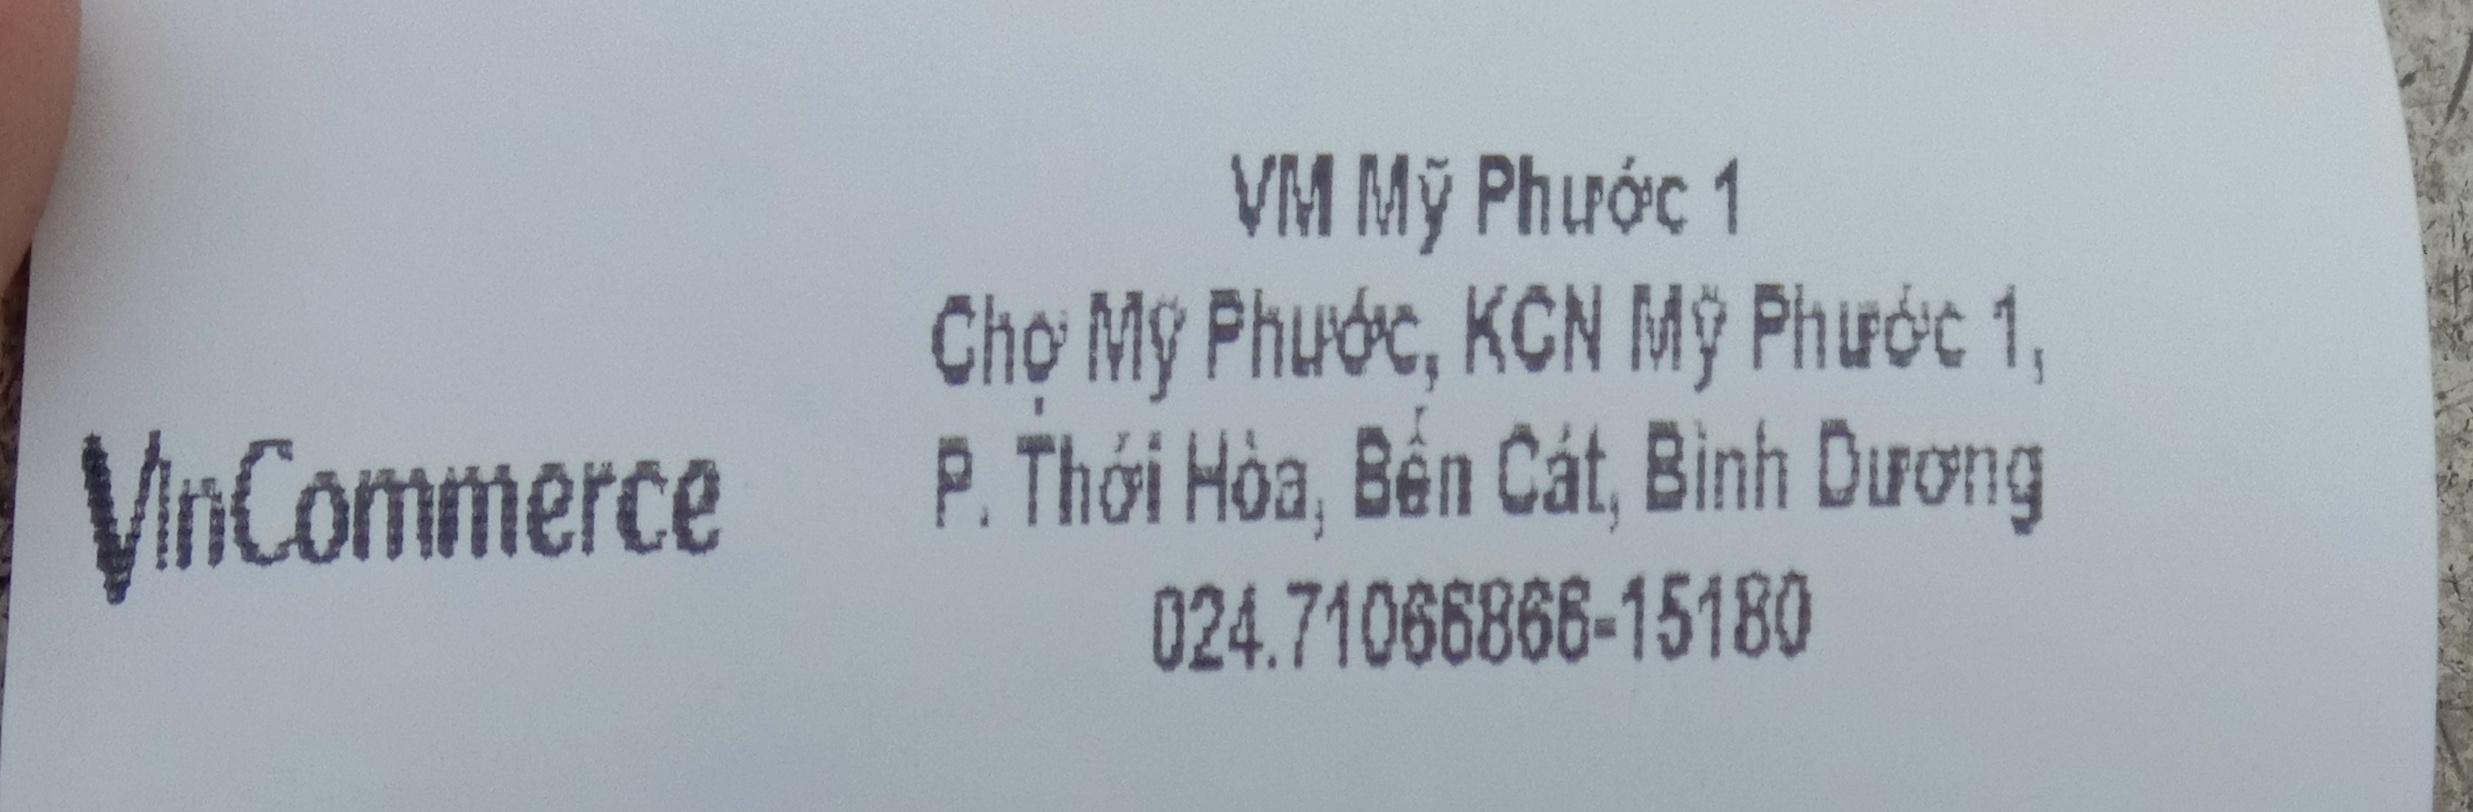 VinCommerce
VM Mỹ Phước 1
Chợ Mỹ Phước, KCN Mỹ Phước 1,
P. Thới Hòa, Bến Cát, Bình Dương
024.71066866-15180